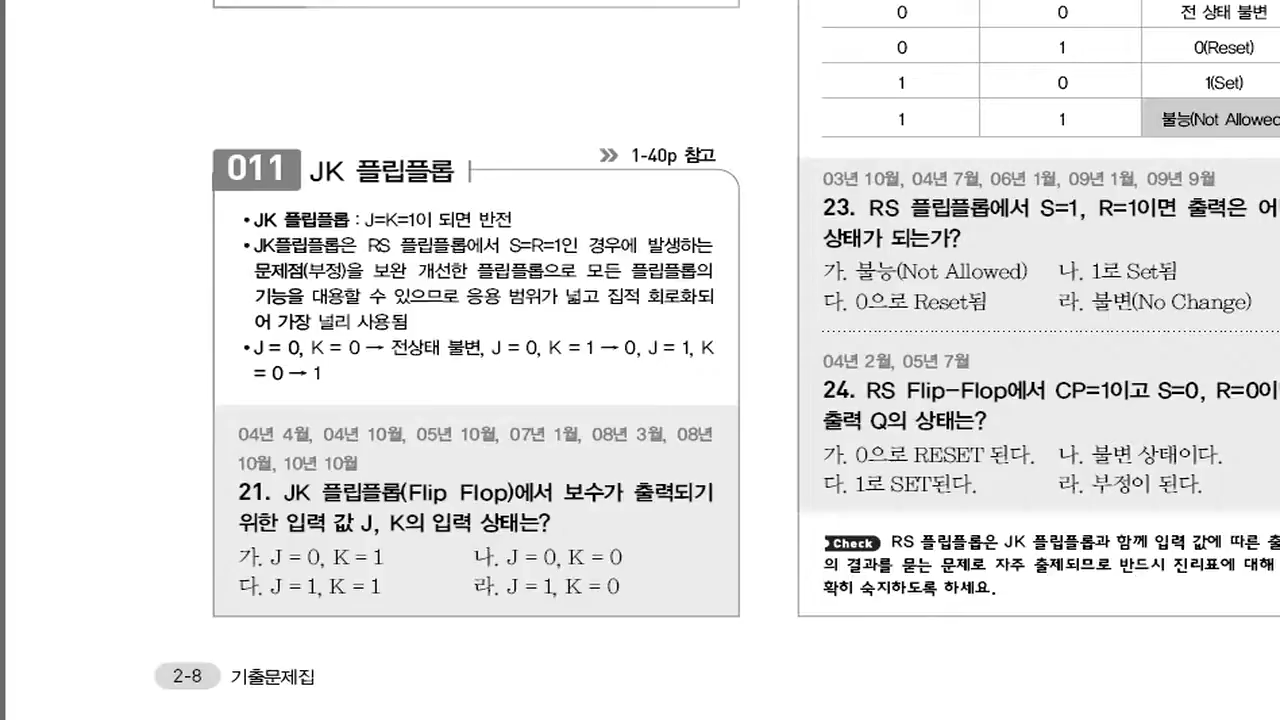 011 JK 플립플롭
1-40p 참고
•JK 플립플롭 : J=K=1이 되면 반전
•JK플립플롭은 RS 플립플롭에서 S=R=1인 경우에 발생하는
문제점(부정)을 보완 개선한 플립플롭으로 모든 플립플롭의
기능을 대용할 수 있으므로 응용 범위가 넓고 집적 회로화되
어 가장 널리 사용됨
•J = 0, K = 0 → 전상태 불변, J = 0, K = 1 → 0, J = 1, K
= 0 → 1
04년 4월, 04년 10월, 05년 10월, 07년 1월, 08년 3월, 08년
10월, 10년 10월
21. JK 플립플롭(Flip Flop)에서 보수가 출력되기
위한 입력 값 J, K의 입력 상태는?
가. J = 0, K = 1 나. J = 0, K = 0
다. J = 1, K = 1 라. J = 1, K = 0
2-8 기출문제집
0 0 전 상태 불변
0 1 0(Reset)
1 0 1(Set)
1 1 불능(Not Allowed
03년 10월, 04년 7월, 06년 1월, 09년 1월, 09년 9월
23. RS 플립플롭에서 S=1, R=1이면 출력은 어
상태가 되는가?
가. 불능(Not Allowed) 나. 1로 Set됨
다. 0으로 Reset됨 라. 불변(No Change)
04년 2월, 05년 7월
24. RS Flip-Flop에서 CP=1이고 S=0, R=0이
출력 Q의 상태는?
가. 0으로 RESET 된다. 나. 불변 상태이다.
다. 1로 SET된다. 라. 부정이 된다.
Check RS 플립플롭은 JK 플립플롭과 함께 입력 값에 따른 출
의 결과를 묻는 문제로 자주 출제되므로 반드시 진리표에 대해
확히 숙지하도록 하세요.